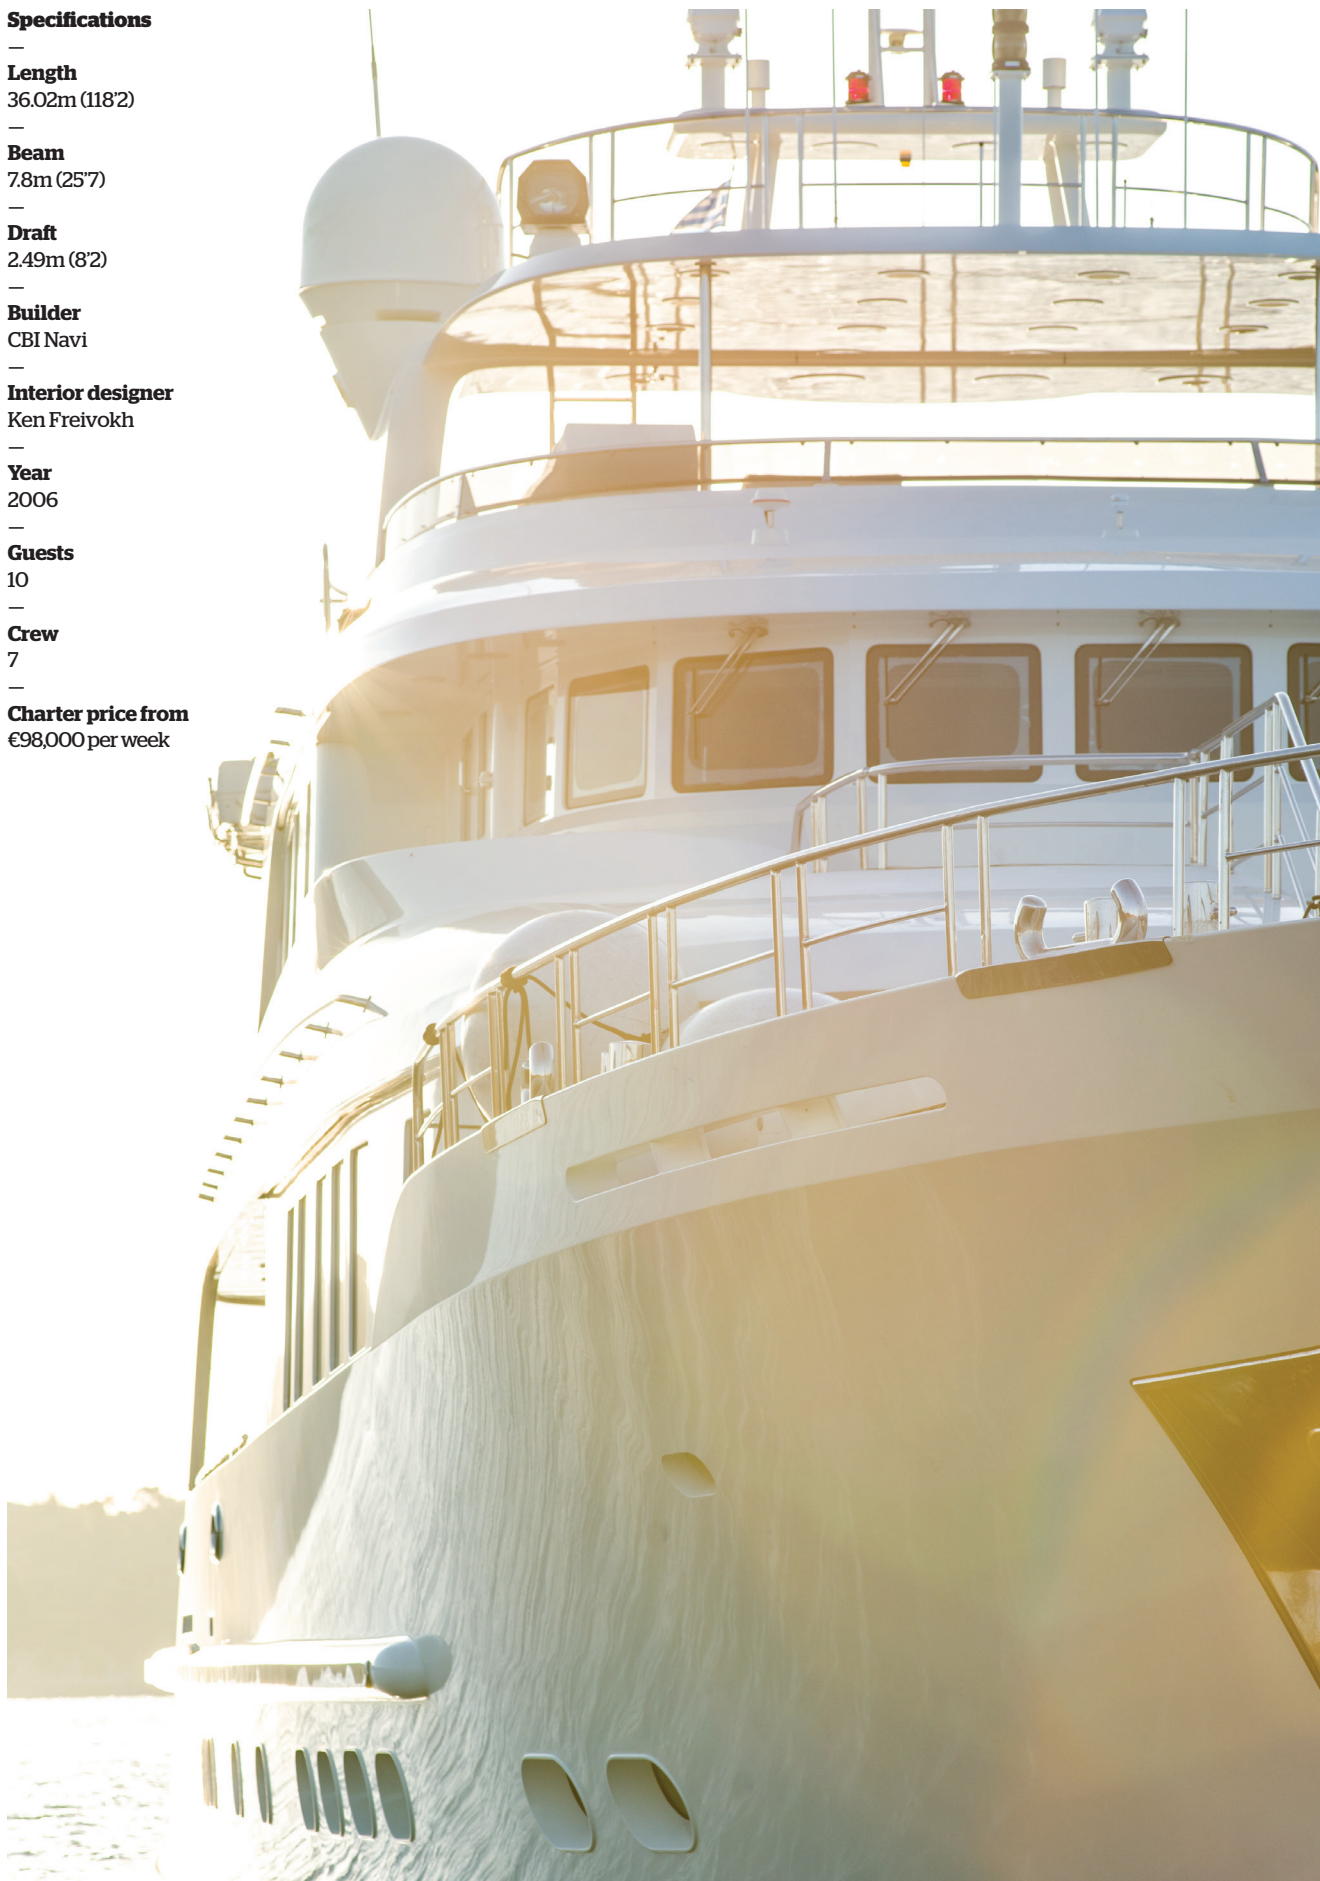 Specifications
—
Length
36.02m (118'2)
—
Beam
7.8m (25'7)
—
Draft
2.49m (8'2)
—
Builder
CBI Navi
—
Interior designer
Ken Freivokh
—
Year
2006
—
Guests
10
—
Crew
7
—
Charter price from
€98,000 per week